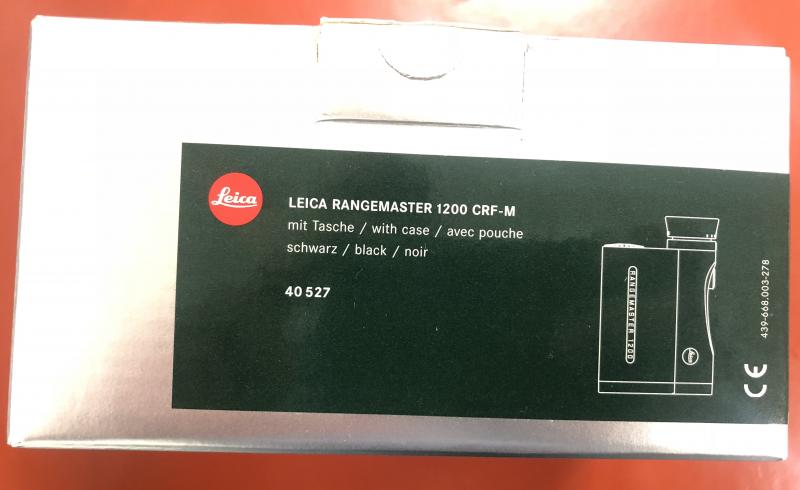 Leica
LEICA RANGEMASTER 1200 CRF-M
mit Tasche / with case / avec pouche
schwarz / black / noir
40 527
RANGEMASTER 1200
Leica
439-668.003-278
CE